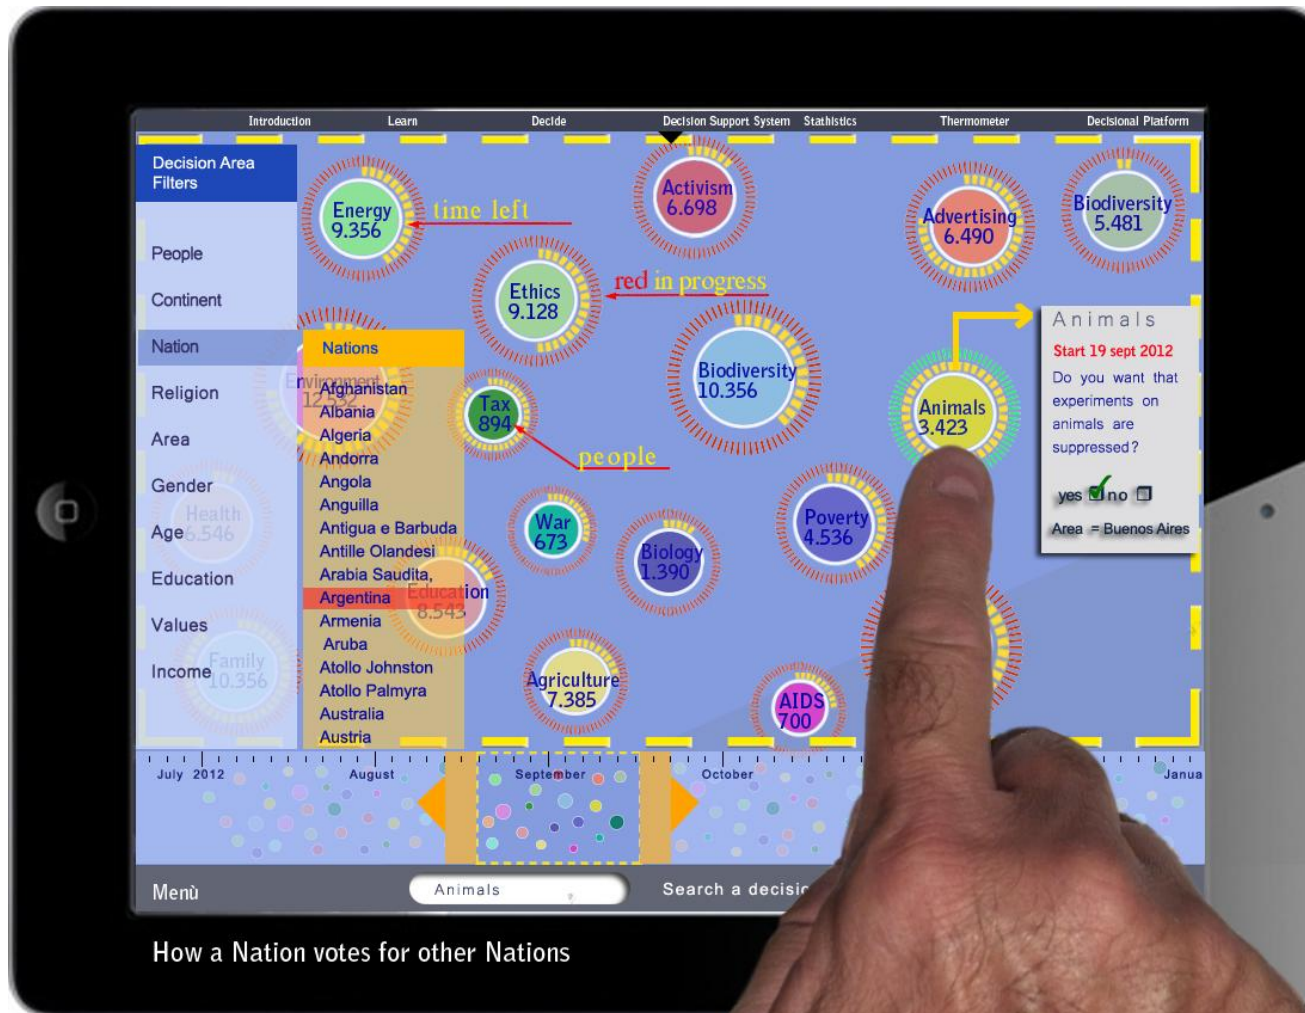 Introduction
Learn
Decide
Decision Support System
Stathistics
Thermometer
Decisional Platform
Decision Area
Filters
People
Continent
Nation
Religion
Area
Gender
Age
Education
Values
Income
Nations
Afghanistan
Albania
Algeria
Andorra
Angola
Anguilla
Antigua e Barbuda
Antille Olandesi
Arabia Saudita,
Argentina
Armenia
Aruba
Atollo Johnston
Atollo Palmyra
Australia
Austria
Energy
9.356
time left
Activism
6.698
Advertising
6.490
Biodiversity
5.481
Ethics
9.128
red in progress
Environment
12.532
Tax
894
people
Biodiversity
10.356
Animals
3.423
Health
6.546
War
673
Biology
1.390
Poverty
4.536
Education
8.543
Family
10.356
Agriculture
7.385
AIDS
700
Animals
Start 19 sept 2012
Do you want that
experiments on
animals are
suppressed?
yes no
Area = Buenos Aires
July 2012
August
September
October
Janua
Menù
Animals
Search a decisio
How a Nation votes for other Nations